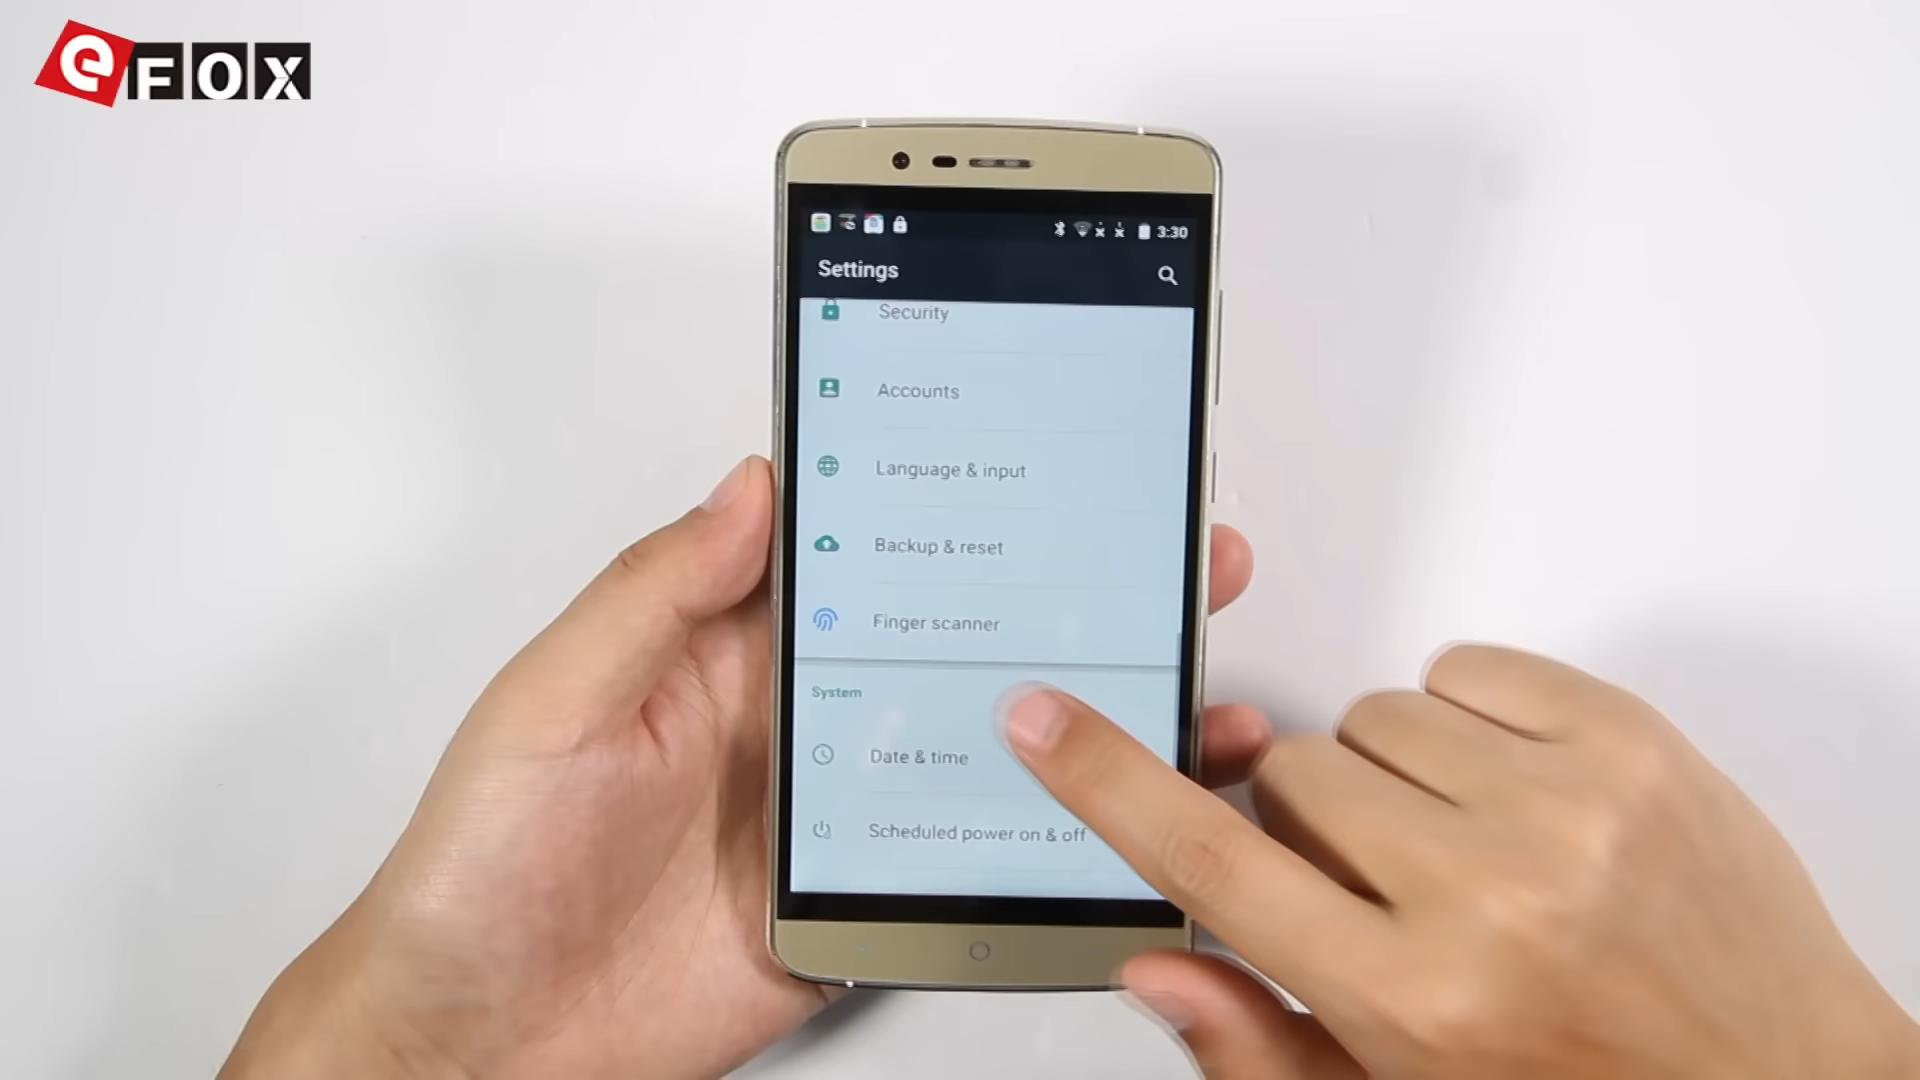 eFOX
3:30
Settings
Security
Accounts
Language & input
Backup & reset
Finger scanner
System
Date & time
Scheduled power on & off